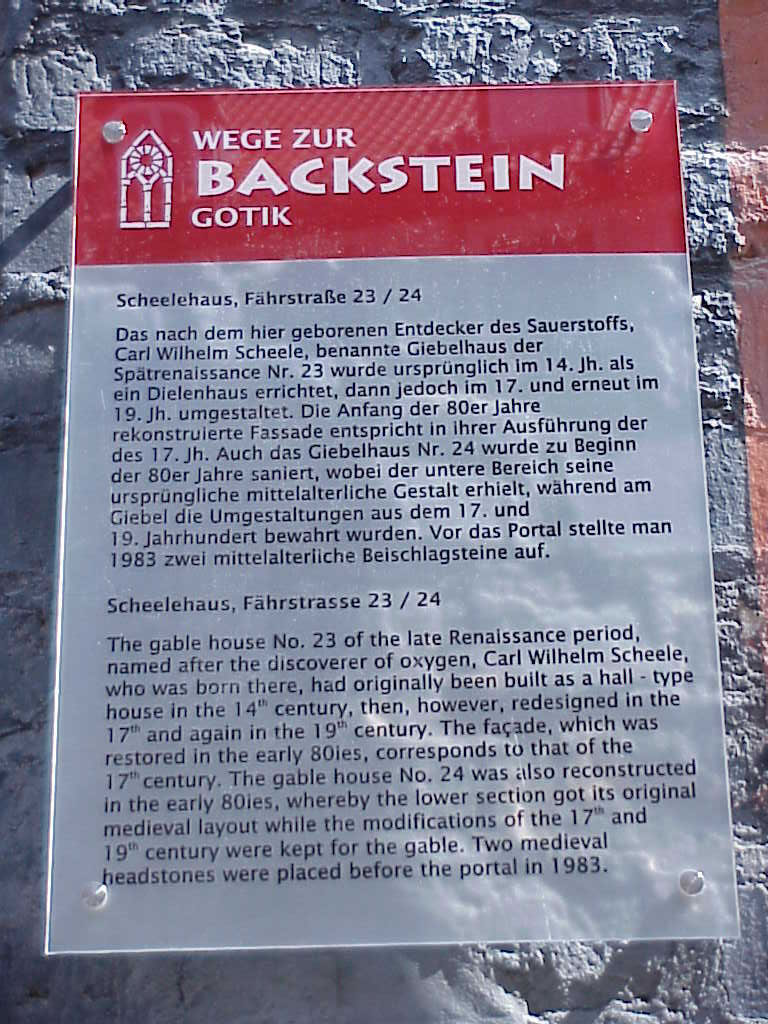 WEGE ZUR
BACKSTEIN
GOTIK
Scheelehaus, Fährstraße 23 / 24
Das nach dem hier geborenen Entdecker des Sauerstoffs,
Carl Wilhelm Scheele, benannte Giebelhaus der
Spätrenaissance Nr. 23 wurde ursprünglich im 14. Jh. als
ein Dielenhaus errichtet, dann jedoch im 17. und erneut im
19. Jh. umgestaltet. Die Anfang der 80er Jahre
rekonstruierte Fassade entspricht in ihrer Ausführung der
des 17. Jh. Auch das Giebelhaus Nr. 24 wurde zu Beginn
der 80er Jahre saniert, wobei der untere Bereich seine
ursprüngliche mittelalterliche Gestalt erhielt, während am
Giebel die Umgestaltungen aus dem 17. und
19. Jahrhundert bewahrt wurden. Vor das Portal stellte man
1983 zwei mittelalterliche Beischlagsteine auf.
Scheelehaus, Fährstrasse 23 / 24
The gable house No. 23 of the late Renaissance period,
named after the discoverer of oxygen, Carl Wilhelm Scheele,
who was born there, had originally been built as a hall - type
house in the 14th century, then, however, redesigned in the
17th and again in the 19th century. The façade, which was
restored in the early 80ies, corresponds to that of the
17th century. The gable house No. 24 was also reconstructed
in the early 80ies, whereby the lower section got its original
medieval layout while the modifications of the 17th and
19th century were kept for the gable. Two medieval
headstones were placed before the portal in 1983.